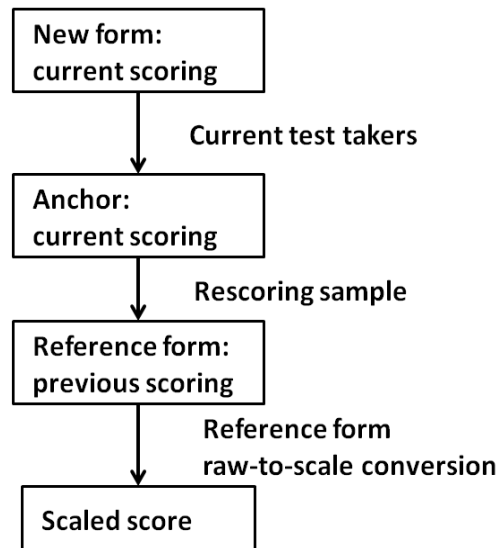 New form:
current scoring
Current test takers
Anchor:
current scoring
Rescoring sample
Reference form:
previous scoring
Reference form
raw-to-scale conversion
Scaled score